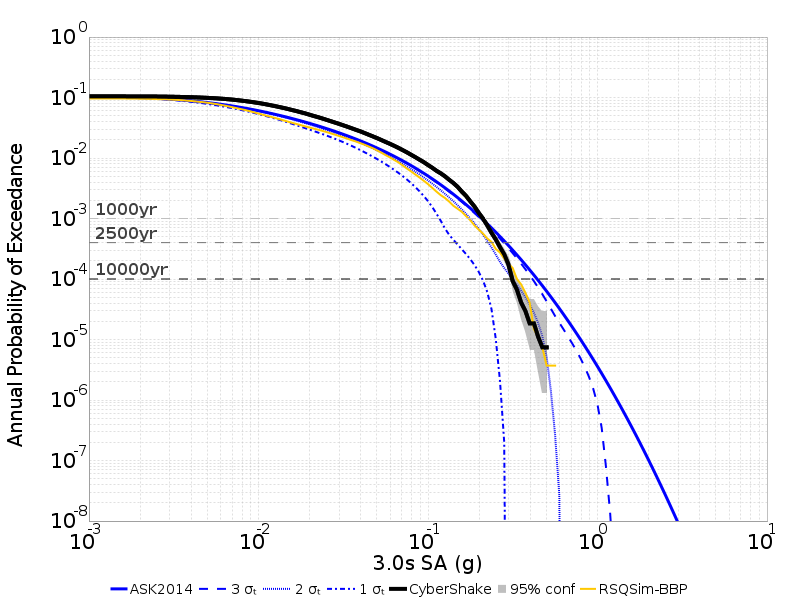 10^0
10^-1
10^-2
10^-3
10^-4
10^-5
10^-6
10^-7
10^-8
Annual Probability of Exceedance
1000yr
2500yr
10000yr
10^-3 10^-2 10^-1 10^0 10^1
3.0s SA (g)
ASK2014 3 σₜ 2 σₜ 1 σₜ CyberShake 95% conf RSQSim-BBP